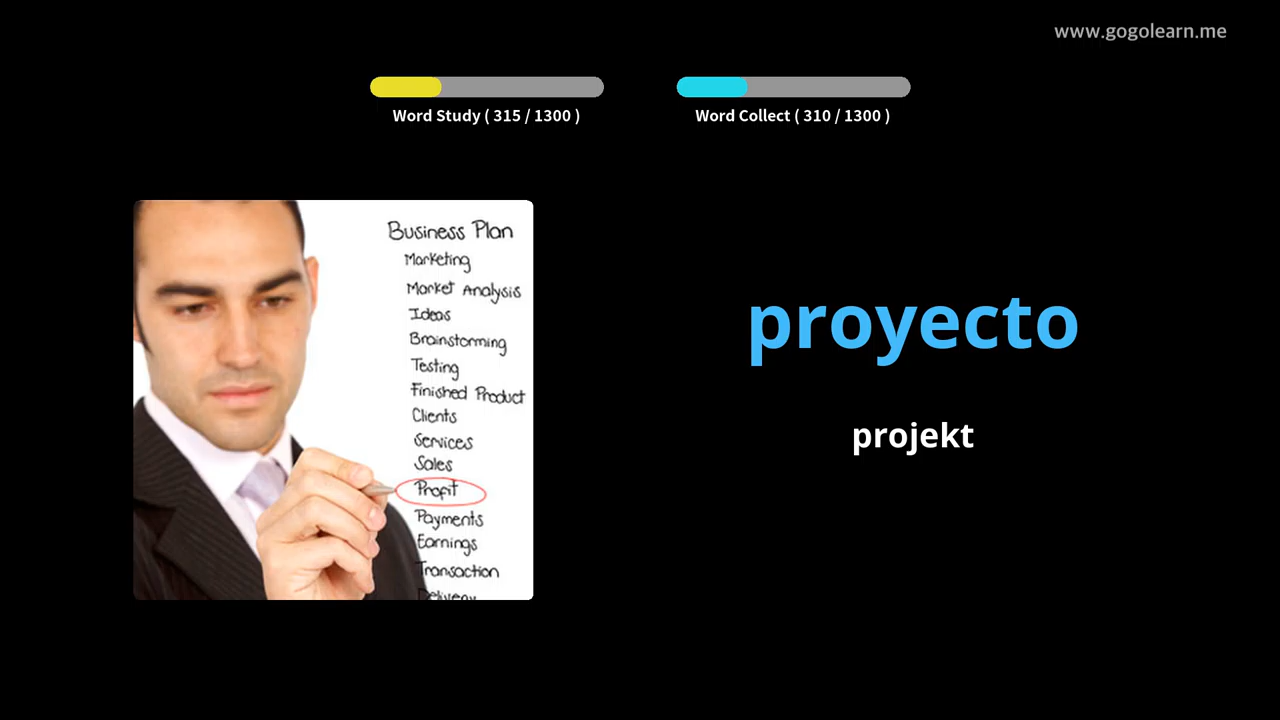 www.gogolearn.me
Word Study ( 315 / 1300 )
Word Collect ( 310 / 1300 )
Business Plan
Marketing
Market Analysis
Ideas
Brainstorming
Testing
Finished Product
Clients
Services
Sales
Profit
Payments
Earnings
Transaction
Delivery
proyecto
projekt